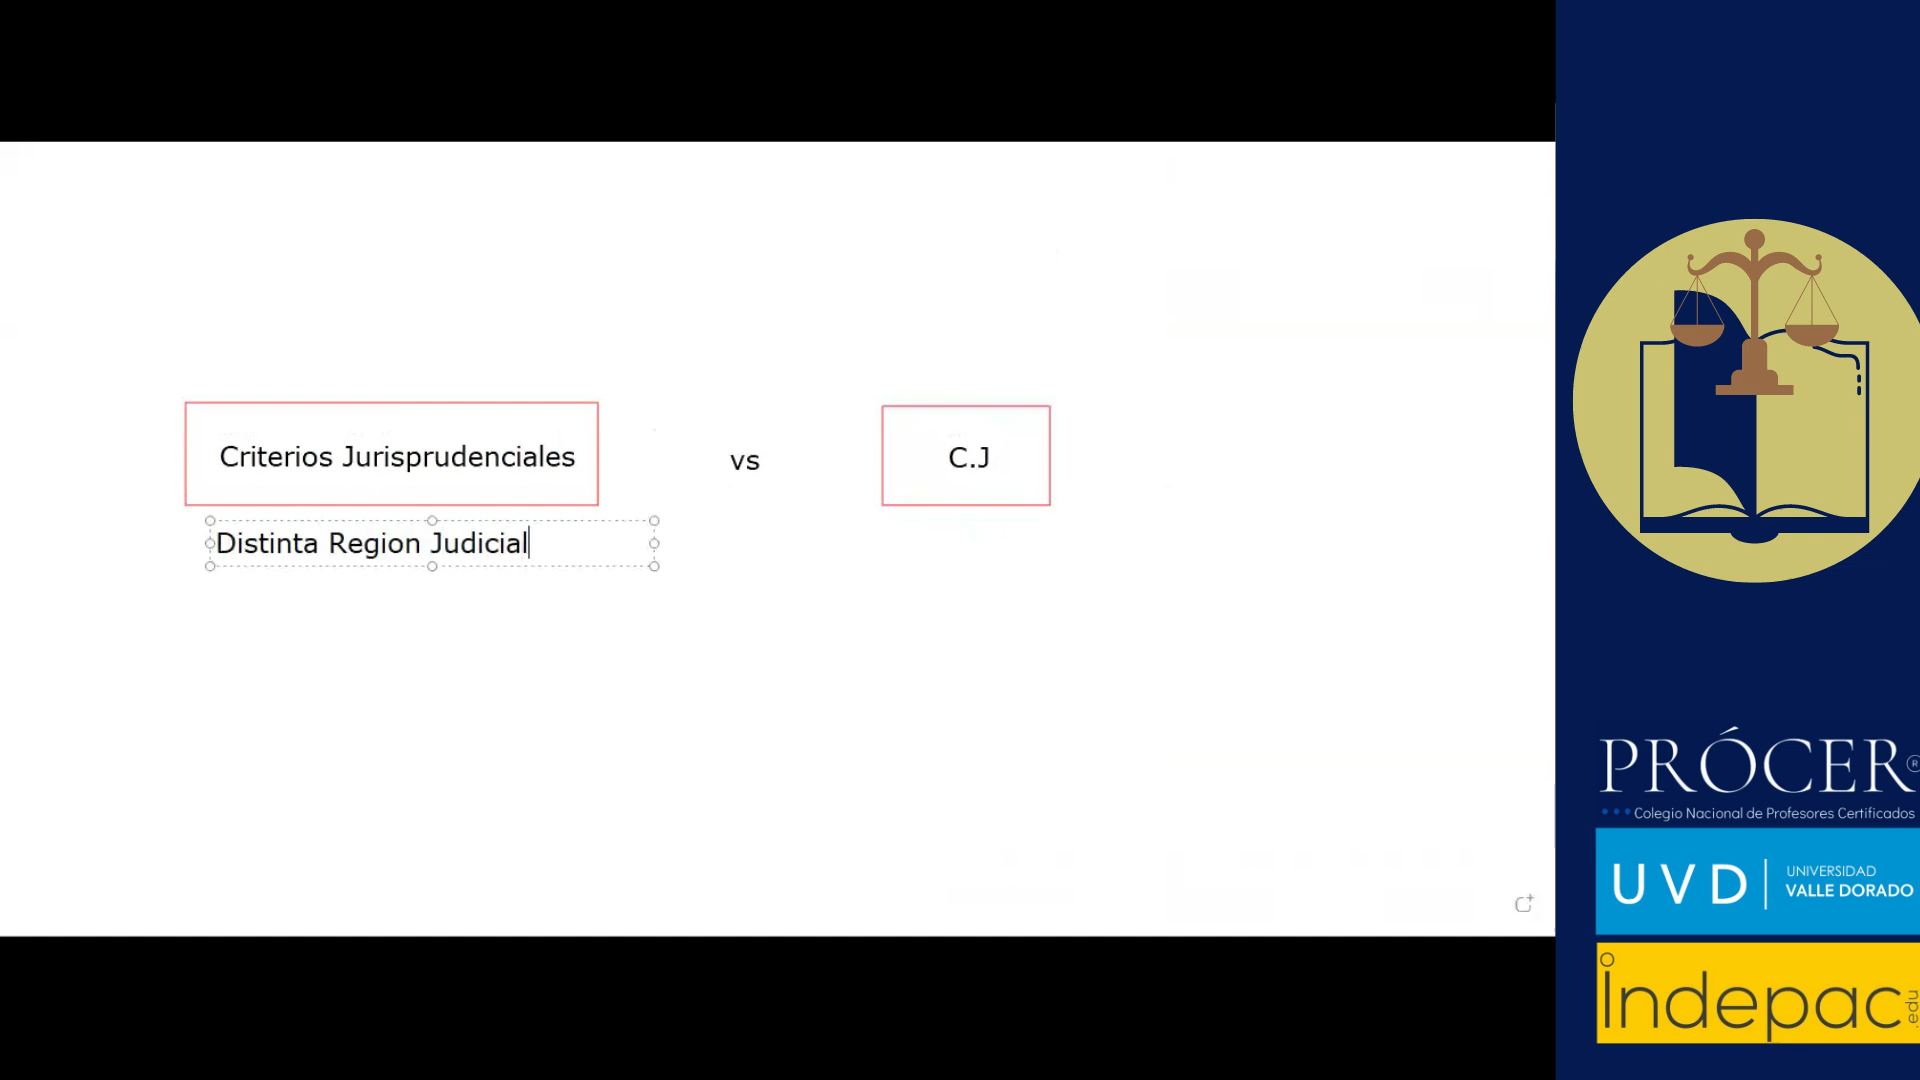 Criterios Jurisprudenciales
vs
C.J
Distinta Region Judicial
PRÓCER®
Colegio Nacional de Profesores Certificados
UVD
UNIVERSIDAD
VALLE DORADO
Indepac
.edu